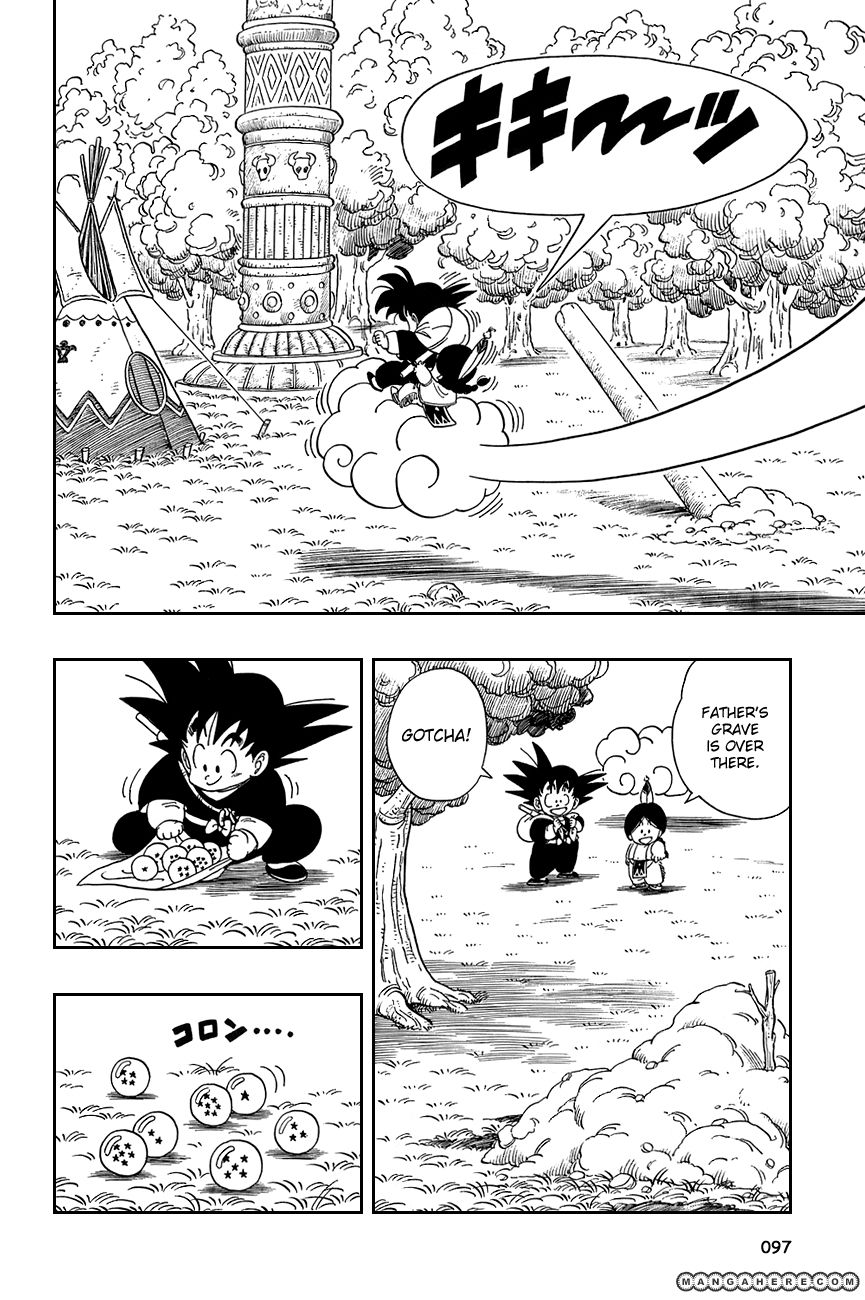 キキーッ
FATHER'S
GRAVE
IS OVER
THERE.
GOTCHA!
コロン....
097
MANGAHERE.COM